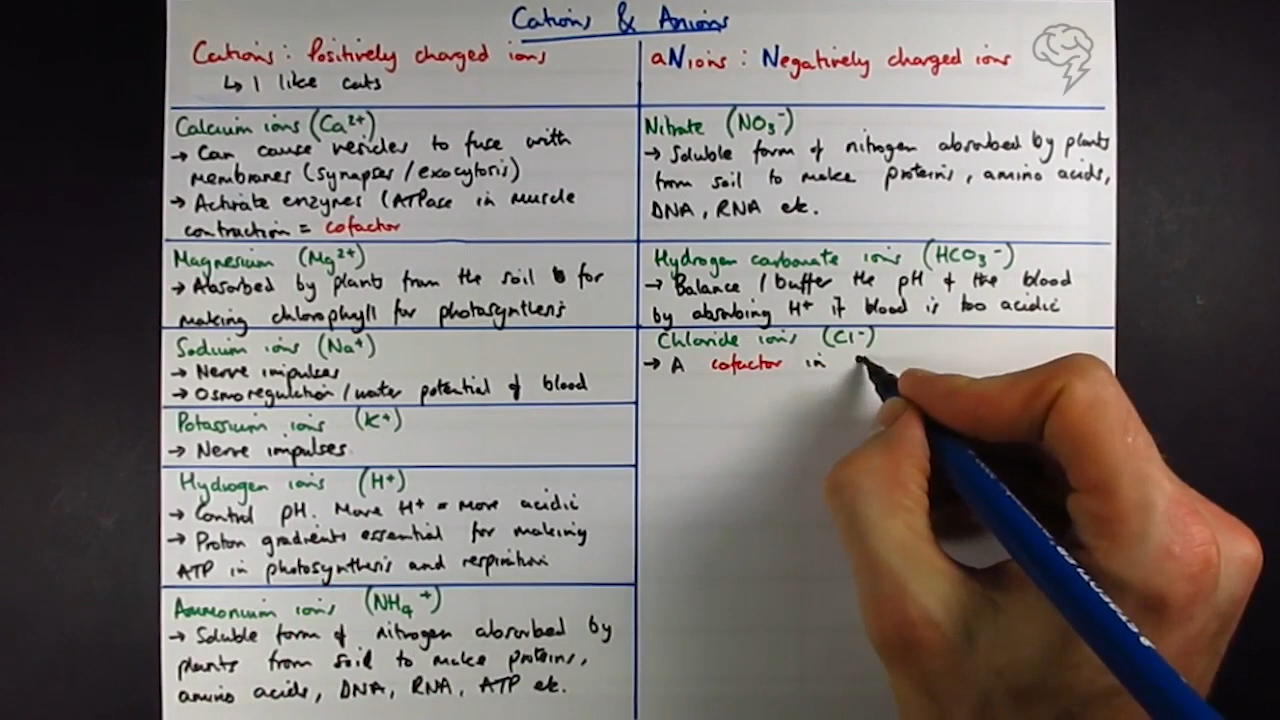 Cations & Anions
Cations : Positively charged ions
↳ I like cats
Calcium ions (Ca²⁺)
→ Can cause vesicles to fuse with
membranes (synapses / exocytosis)
→ Activate enzymes (ATPase in muscle
contraction = cofactor
Magnesium (Mg²⁺)
→ Absorbed by plants from the soil for
making chlorophyll for photosynthesis
Sodium ions (Na⁺)
→ Nerve impulses
→ Osmoregulation / water potential of blood
Potassium ions (K⁺)
→ Nerve impulses
Hydrogen ions (H⁺)
→ Control pH. More H⁺ = More acidic
→ Proton gradients essential for making
ATP in photosynthesis and respiration
Ammonium ions (NH₄⁺)
→ Soluble form of nitrogen absorbed by
plants from soil to make proteins,
amino acids, DNA, RNA, ATP etc.
aNions : Negatively charged ions
Nitrate (NO₃⁻)
→ Soluble form of nitrogen absorbed by plants
from soil to make proteins, amino acids,
DNA, RNA etc.
Hydrogen carbonate ions (HCO₃⁻)
→ Balance / buffer the pH of the blood
by absorbing H⁺ if blood is too acidic
Chloride ions (Cl⁻)
→ A cofactor in